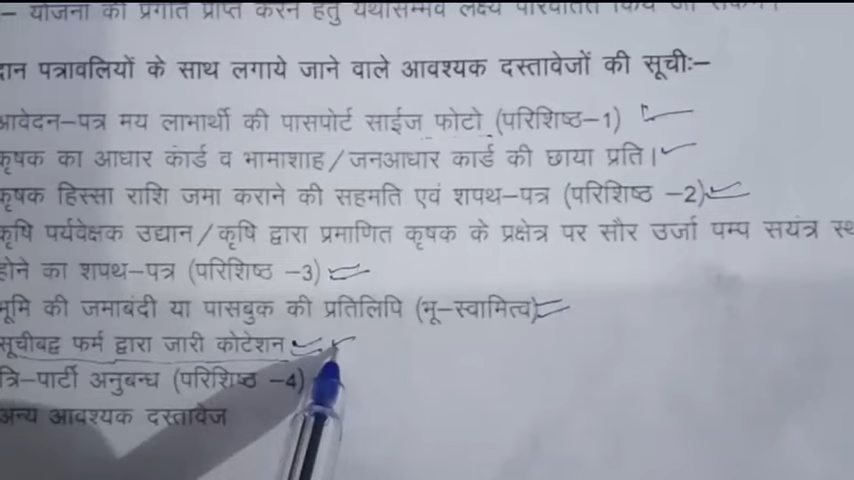 :– योजना की प्रगति प्राप्त करने हेतु यथासम्भव लक्ष्य परिवर्तित किये जा सकेंगे।
दान पत्रावलियों के साथ लगाये जाने वाले आवश्यक दस्तावेजों की सूचीः–
आवेदन–पत्र मय लाभार्थी की पासपोर्ट साईज फोटो (परिशिष्ठ–1)
कृषक का आधार कार्ड व भामाशाह/जनआधार कार्ड की छाया प्रति।
कृषक हिस्सा राशि जमा कराने की सहमति एवं शपथ–पत्र (परिशिष्ठ –2)
कृषि पर्यवेक्षक उद्यान/कृषि द्वारा प्रमाणित कृषक के प्रक्षेत्र पर सौर उर्जा पम्प सयंत्र स्थ
होने का शपथ–पत्र (परिशिष्ठ –3)
भूमि की जमाबंदी या पासबुक की प्रतिलिपि (भू–स्वामित्व)
सूचीबद्व फर्म द्वारा जारी कोटेशन
त्रि–पार्टी अनुबन्ध (परिशिष्ठ –4)
अन्य आवश्यक दस्तावेज